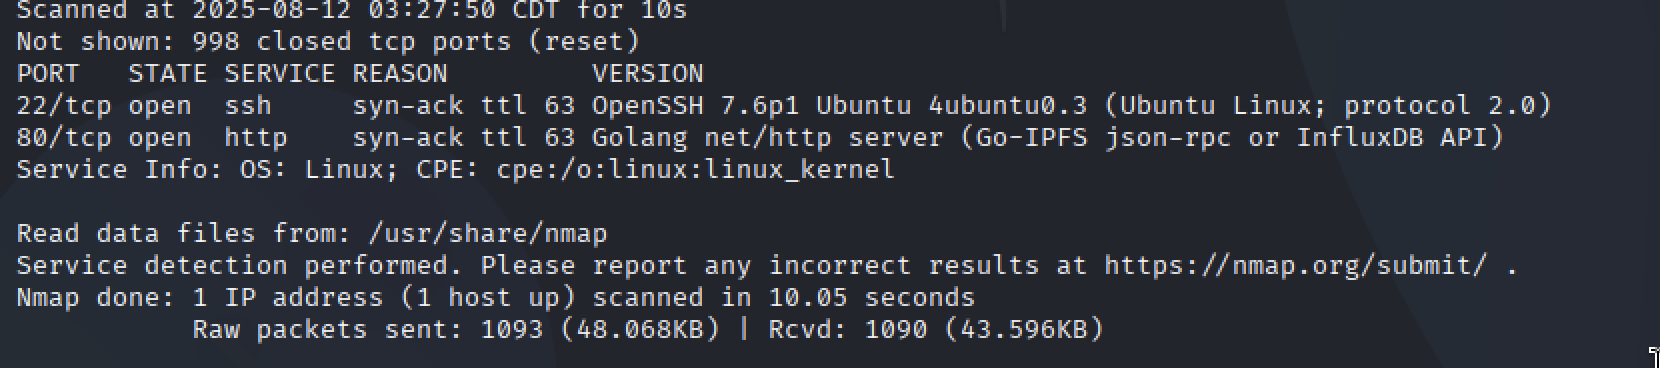 Scanned at 2025-08-12 03:27:50 CDT for 10s
Not shown: 998 closed tcp ports (reset)
PORT   STATE SERVICE REASON         VERSION
22/tcp open  ssh     syn-ack ttl 63 OpenSSH 7.6p1 Ubuntu 4ubuntu0.3 (Ubuntu Linux; protocol 2.0)
80/tcp open  http    syn-ack ttl 63 Golang net/http server (Go-IPFS json-rpc or InfluxDB API)
Service Info: OS: Linux; CPE: cpe:/o:linux:linux_kernel

Read data files from: /usr/share/nmap
Service detection performed. Please report any incorrect results at https://nmap.org/submit/ .
Nmap done: 1 IP address (1 host up) scanned in 10.05 seconds
           Raw packets sent: 1093 (48.068KB) | Rcvd: 1090 (43.596KB)